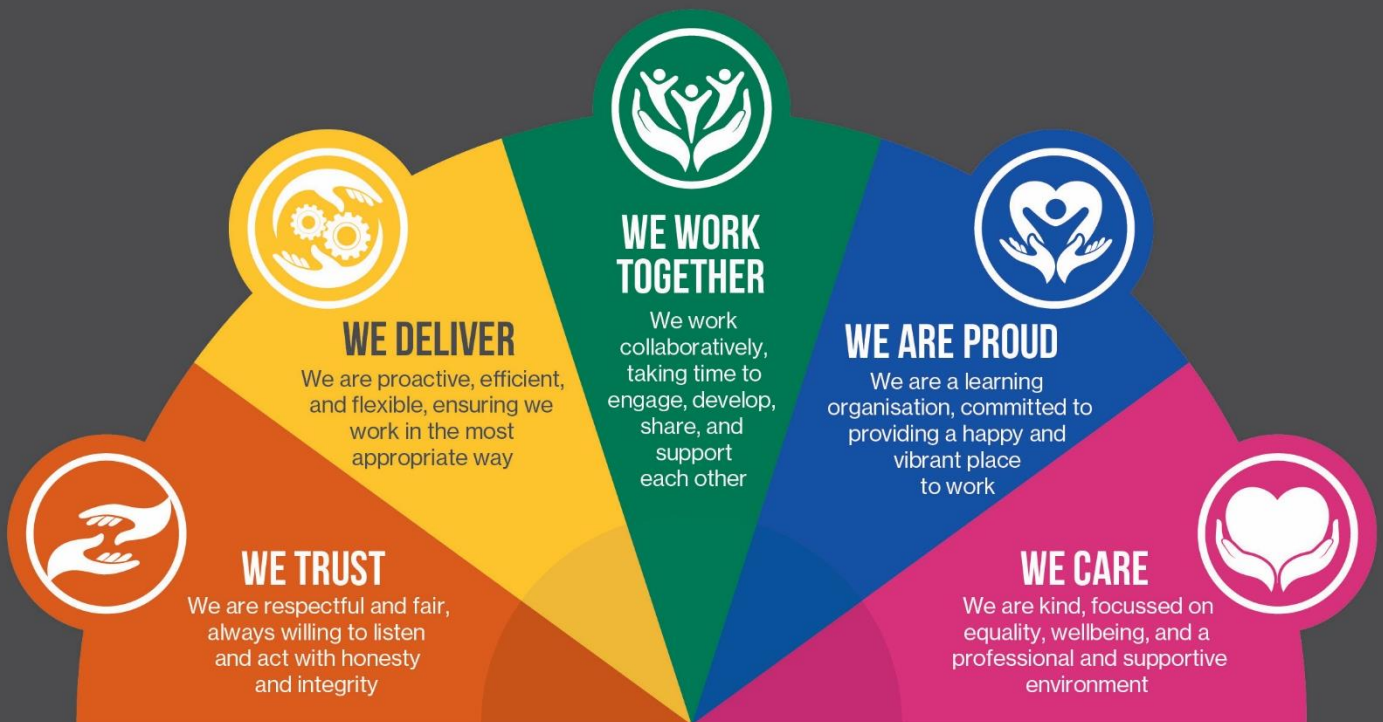 WE TRUST
We are respectful and fair,
always willing to listen
and act with honesty
and integrity
WE DELIVER
We are proactive, efficient,
and flexible, ensuring we
work in the most
appropriate way
WE WORK
TOGETHER
We work
collaboratively,
taking time to
engage, develop,
share, and
support
each other
WE ARE PROUD
We are a learning
organisation, committed to
providing a happy and
vibrant place
to work
WE CARE
We are kind, focussed on
equality, wellbeing, and a
professional and supportive
environment